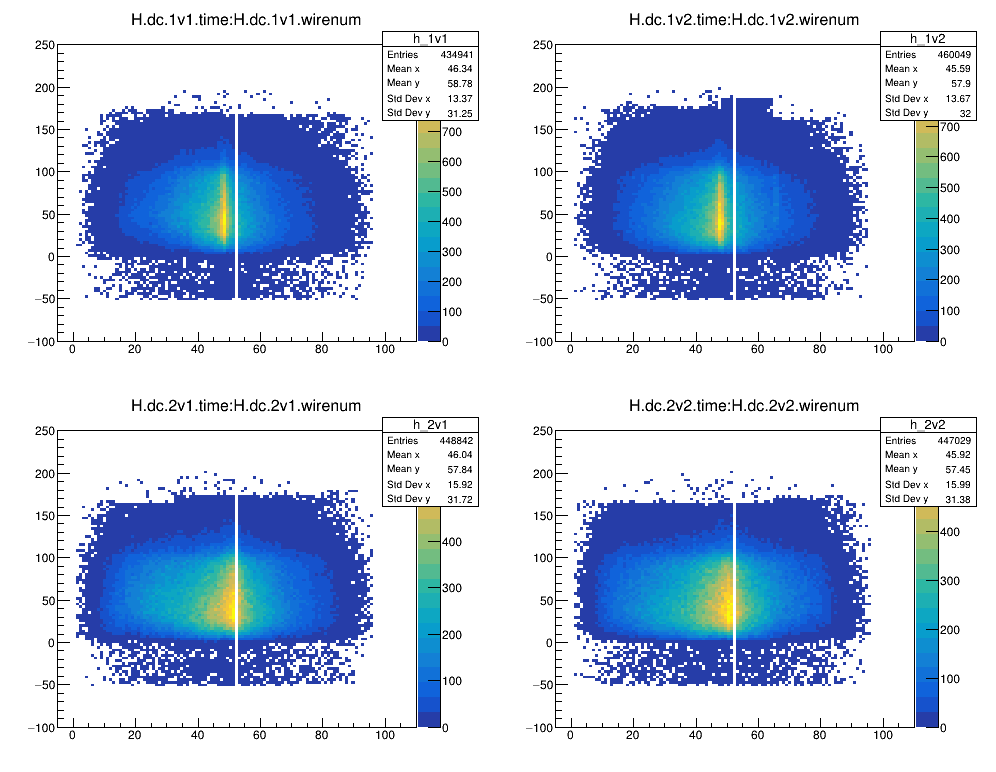 H.dc.1v1.time:H.dc.1v1.wirenum
h_1v1
Entries 434941
Mean x 46.34
Mean y 58.78
Std Dev x 13.37
Std Dev y 31.25
250
200
150
100
50
0
−50
−100
0 20 40 60 80 100
700
600
500
400
300
200
100
0
H.dc.1v2.time:H.dc.1v2.wirenum
h_1v2
Entries 460049
Mean x 45.59
Mean y 57.9
Std Dev x 13.67
Std Dev y 32
250
200
150
100
50
0
−50
−100
0 20 40 60 80 100
700
600
500
400
300
200
100
0
H.dc.2v1.time:H.dc.2v1.wirenum
h_2v1
Entries 448842
Mean x 46.04
Mean y 57.84
Std Dev x 15.92
Std Dev y 31.72
250
200
150
100
50
0
−50
−100
0 20 40 60 80 100
400
300
200
100
0
H.dc.2v2.time:H.dc.2v2.wirenum
h_2v2
Entries 447029
Mean x 45.92
Mean y 57.45
Std Dev x 15.99
Std Dev y 31.38
250
200
150
100
50
0
−50
−100
0 20 40 60 80 100
400
300
200
100
0